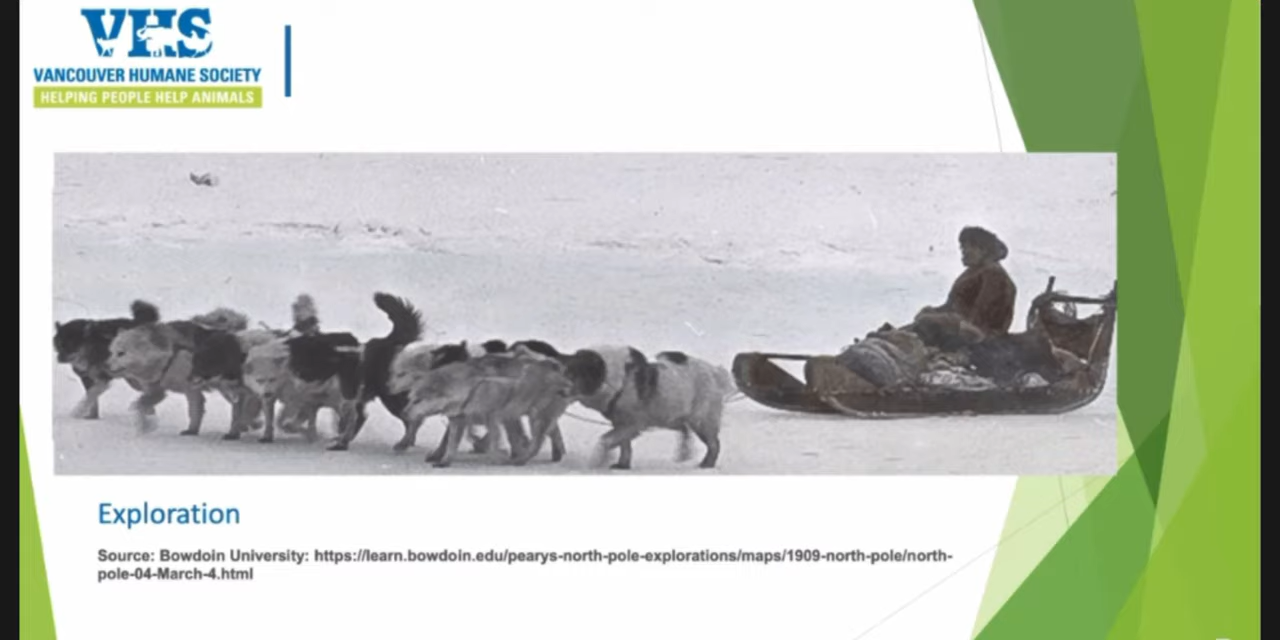 VHS
VANCOUVER HUMANE SOCIETY
HELPING PEOPLE HELP ANIMALS
Exploration
Source: Bowdoin University: https://learn.bowdoin.edu/pearys-north-pole-explorations/maps/1909-north-pole/north-
pole-04-March-4.html